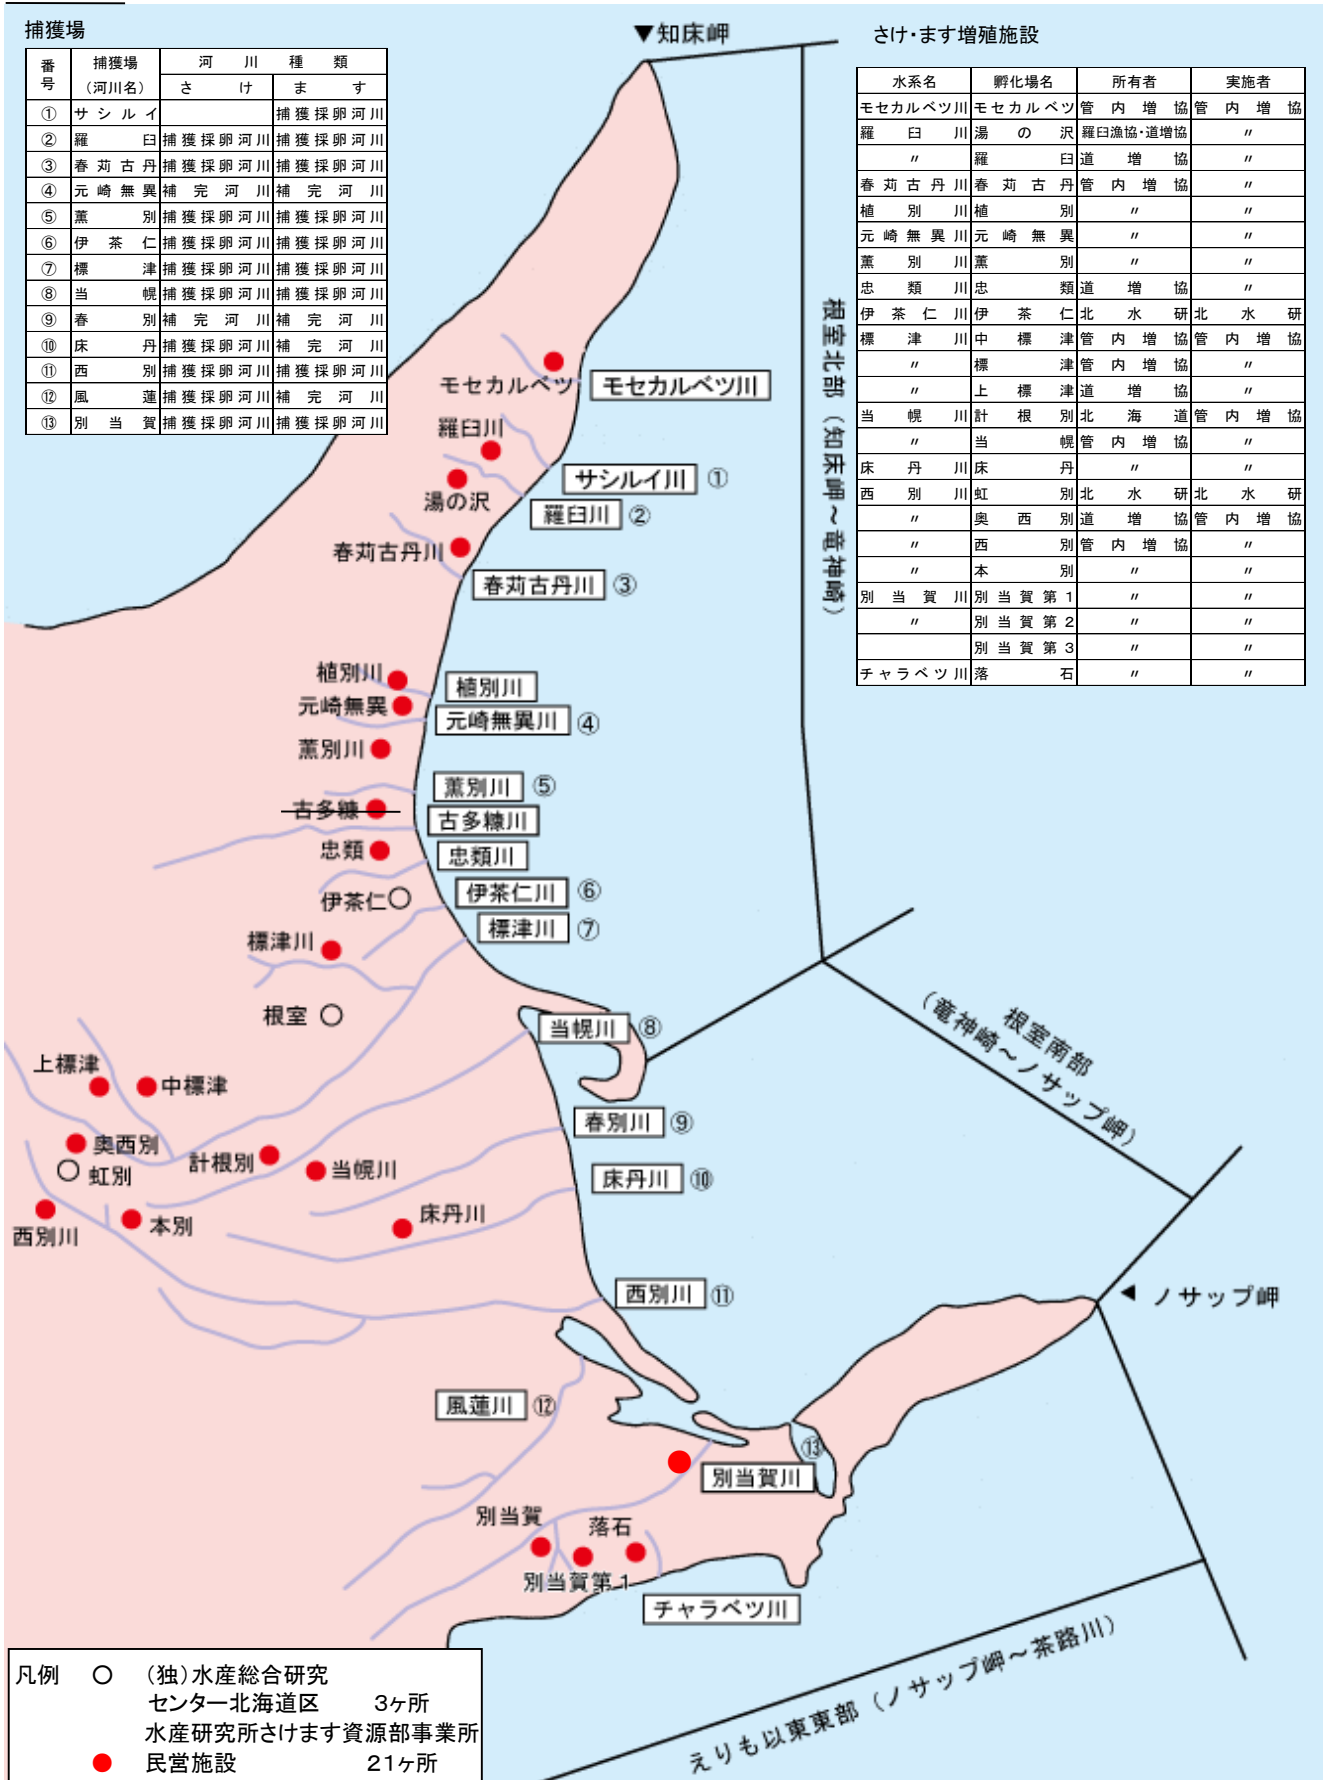 捕獲場
番号 捕獲場(河川名) 河川種類
さけ ます
① サシルイ 捕獲採卵河川
② 羅臼 捕獲採卵河川 捕獲採卵河川
③ 春苅古丹 捕獲採卵河川 捕獲採卵河川
④ 元崎無異 補完河川 補完河川
⑤ 薫別 捕獲採卵河川 捕獲採卵河川
⑥ 伊茶仁 捕獲採卵河川 捕獲採卵河川
⑦ 標津 捕獲採卵河川 捕獲採卵河川
⑧ 当幌 捕獲採卵河川 捕獲採卵河川
⑨ 春別 補完河川 補完河川
⑩ 床丹 捕獲採卵河川 補完河川
⑪ 西別 捕獲採卵河川 捕獲採卵河川
⑫ 風蓮 捕獲採卵河川 補完河川
⑬ 別当賀 捕獲採卵河川 捕獲採卵河川
▼知床岬
さけ・ます増殖施設
水系名 孵化場名 所有者 実施者
モセカルベツ川 モセカルベツ 管内増協 管内増協
羅臼川 湯の沢 羅臼漁協・道増協 〃
〃 羅臼 道増協 〃
春苅古丹川 春苅古丹 管内増協 〃
植別川 植別 〃 〃
元崎無異川 元崎無異 〃 〃
薫別川 薫別 〃 〃
忠類川 忠類 道増協 〃
伊茶仁川 伊茶仁 北水研 北水研
標津川 中標津 管内増協 管内増協
〃 標津 管内増協 〃
〃 上標津 道増協 〃
当幌川 計根別 北海道 管内増協
〃 当幌 管内増協 〃
床丹川 床丹 〃 〃
西別川 虹別 北水研 北水研
〃 奥西別 道増協 管内増協
〃 西別 管内増協 〃
〃 本別 〃 〃
別当賀川 別当賀第1 〃 〃
〃 別当賀第2 〃 〃
別当賀第3 〃 〃
チャラベツ川 落石 〃 〃
根室北部(知床岬~竜神崎)
モセカルベツ
モセカルベツ川
羅臼川
サシルイ川 ①
湯の沢
羅臼川 ②
春苅古丹川
春苅古丹川 ③
植別川
植別川
元崎無異
元崎無異川 ④
薫別川
薫別川 ⑤
古多糠
古多糠川
忠類
忠類川
伊茶仁
伊茶仁川 ⑥
標津川 ⑦
標津川
根室
当幌川 ⑧
根室南部
(竜神崎~ノサップ岬)
上標津
中標津
春別川 ⑨
奥西別
虹別
計根別
当幌川
床丹川 ⑩
西別川
本別
床丹川
西別川 ⑪
◀ ノサップ岬
風蓮川 ⑫
⑬
別当賀川
別当賀
落石
別当賀第1
チャラベツ川
えりも以東東部(ノサップ岬~茶路川)
凡例 ○ (独)水産総合研究
センター北海道区 3ヶ所
水産研究所さけます資源部事業所
● 民営施設 21ヶ所